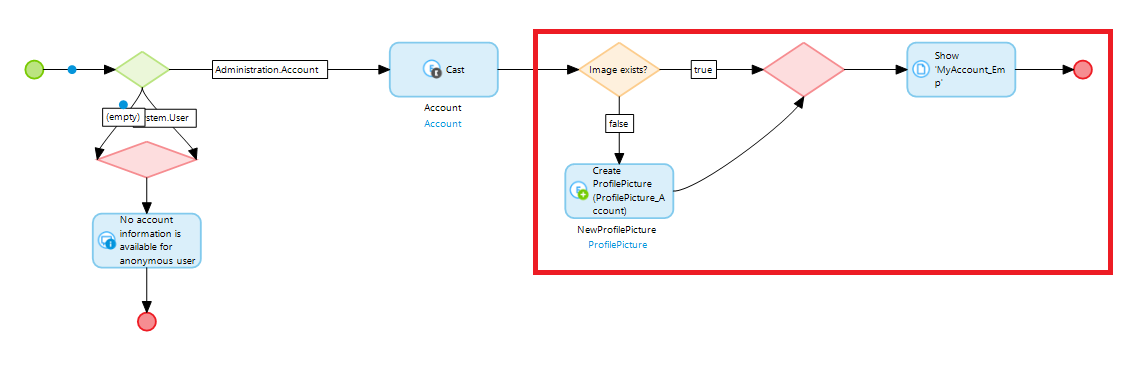 Administration.Account
Cast
Account
Account
(empty)
stem.User
No account
information is
available for
anonymous user
Image exists?
true
false
Create
ProfilePicture
(ProfilePicture_A
ccount)
NewProfilePicture
ProfilePicture
Show
'MyAccount_Em
p'